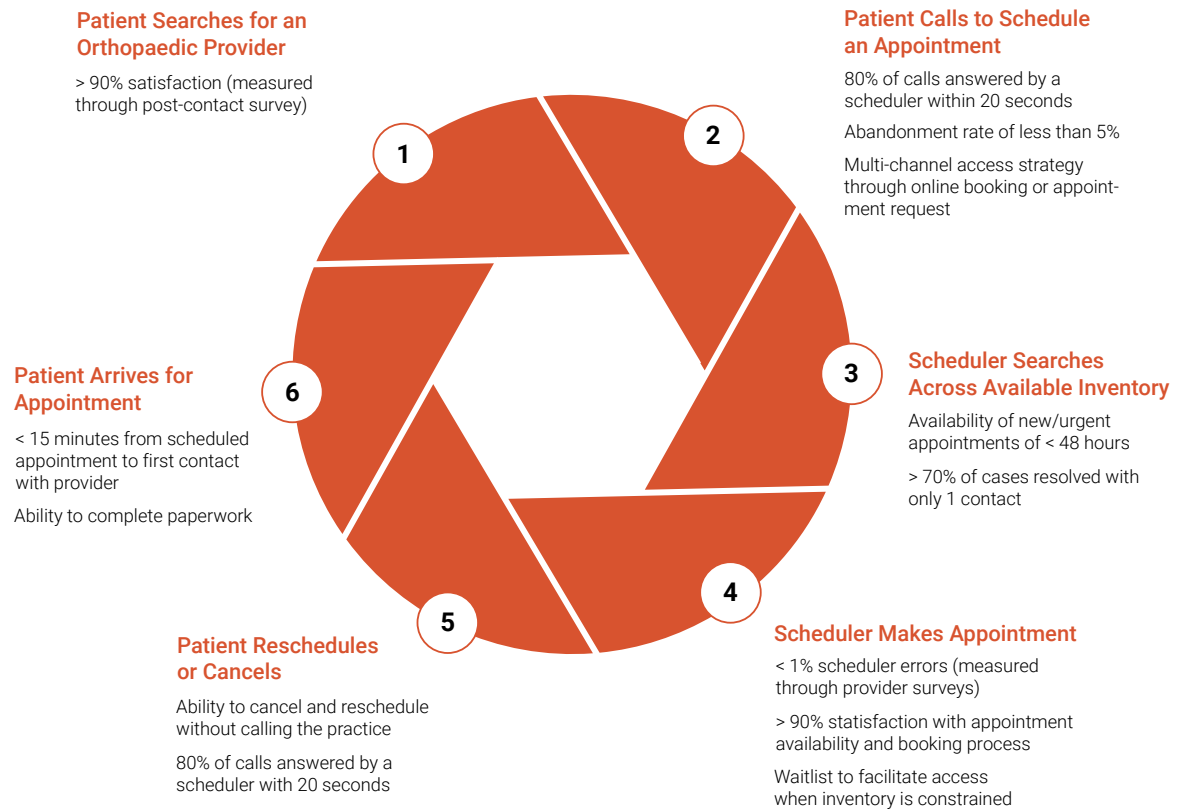 Patient Searches for an
Orthopaedic Provider
> 90% satisfaction (measured
through post-contact survey)
1
2
Patient Calls to Schedule
an Appointment
80% of calls answered by a
scheduler within 20 seconds
Abandonment rate of less than 5%
Multi-channel access strategy
through online booking or appoint-
ment request
3
Scheduler Searches
Across Available Inventory
Availability of new/urgent
appointments of < 48 hours
> 70% of cases resolved with
only 1 contact
4
Scheduler Makes Appointment
< 1% scheduler errors (measured
through provider surveys)
> 90% statisfaction with appointment
availability and booking process
Waitlist to facilitate access
when inventory is constrained
5
Patient Reschedules
or Cancels
Ability to cancel and reschedule
without calling the practice
80% of calls answered by a
scheduler with 20 seconds
6
Patient Arrives for
Appointment
< 15 minutes from scheduled
appointment to first contact
with provider
Ability to complete paperwork